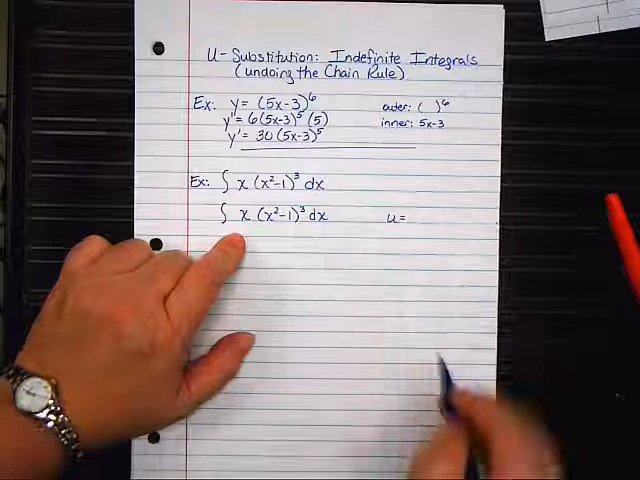 U-Substitution: Indefinite Integrals
(undoing the Chain Rule)
Ex: y = (5x-3)⁶
outer: ( )⁶
y' = 6(5x-3)⁵ (5)
inner: 5x-3
y' = 30(5x-3)⁵
Ex: ∫ x (x²-1)³ dx
∫ x (x²-1)³ dx
u=